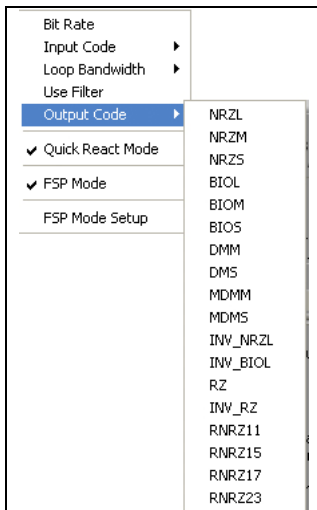 Bit Rate
Input Code
Loop Bandwidth
Use Filter
Output Code
Quick React Mode
FSP Mode
FSP Mode Setup
NRZL
NRZM
NRZS
BIOL
BIOM
BIOS
DMM
DMS
MDMM
MDMS
INV_NRZL
INV_BIOL
RZ
INV_RZ
RNRZ11
RNRZ15
RNRZ17
RNRZ23